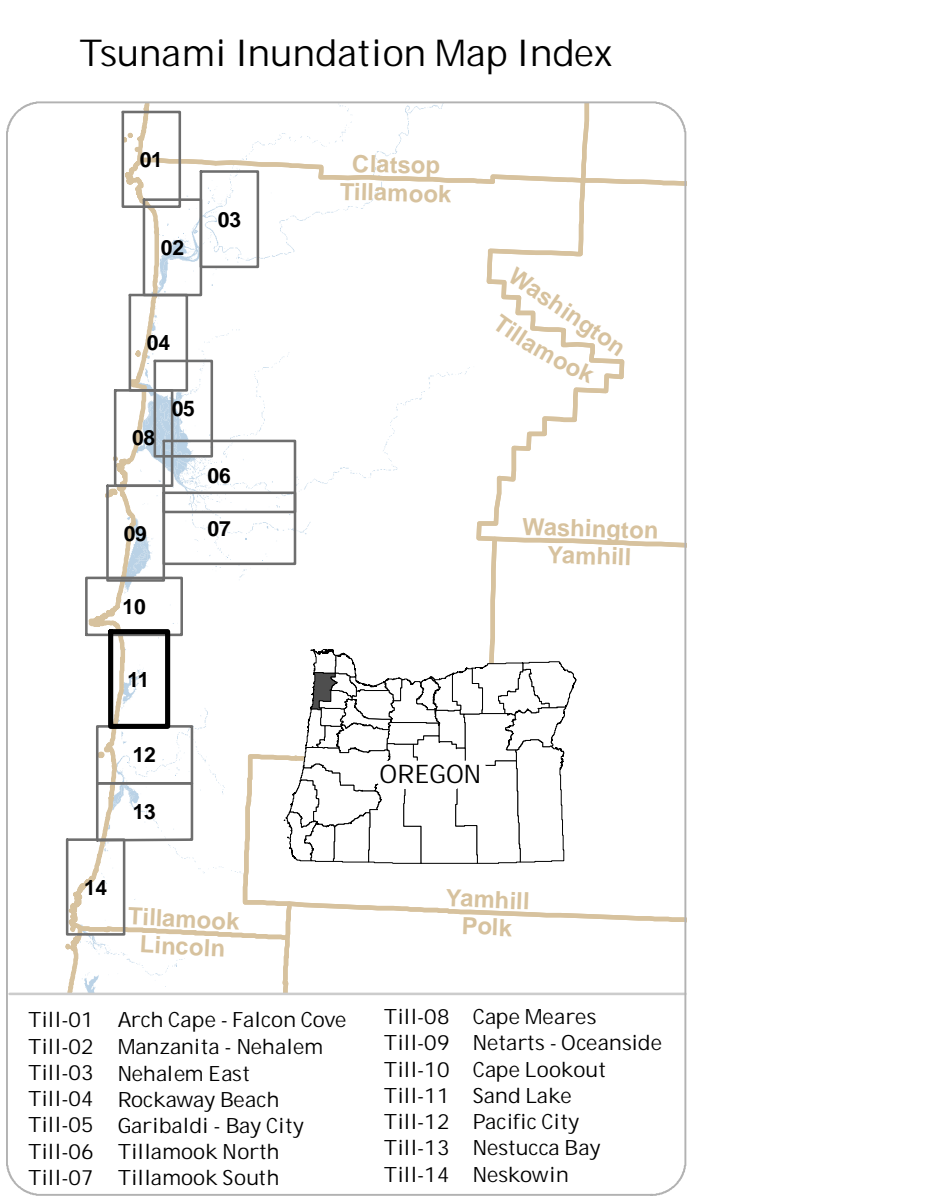 Tsunami Inundation Map Index
01
Clatsop
Tillamook
03
02
Washington
Tillamook
04
05
08
06
07
09
Washington
Yamhill
10
11
12
OREGON
13
14
Yamhill
Polk
Tillamook
Lincoln
Till-01 Arch Cape - Falcon Cove
Till-02 Manzanita - Nehalem
Till-03 Nehalem East
Till-04 Rockaway Beach
Till-05 Garibaldi - Bay City
Till-06 Tillamook North
Till-07 Tillamook South
Till-08 Cape Meares
Till-09 Netarts - Oceanside
Till-10 Cape Lookout
Till-11 Sand Lake
Till-12 Pacific City
Till-13 Nestucca Bay
Till-14 Neskowin